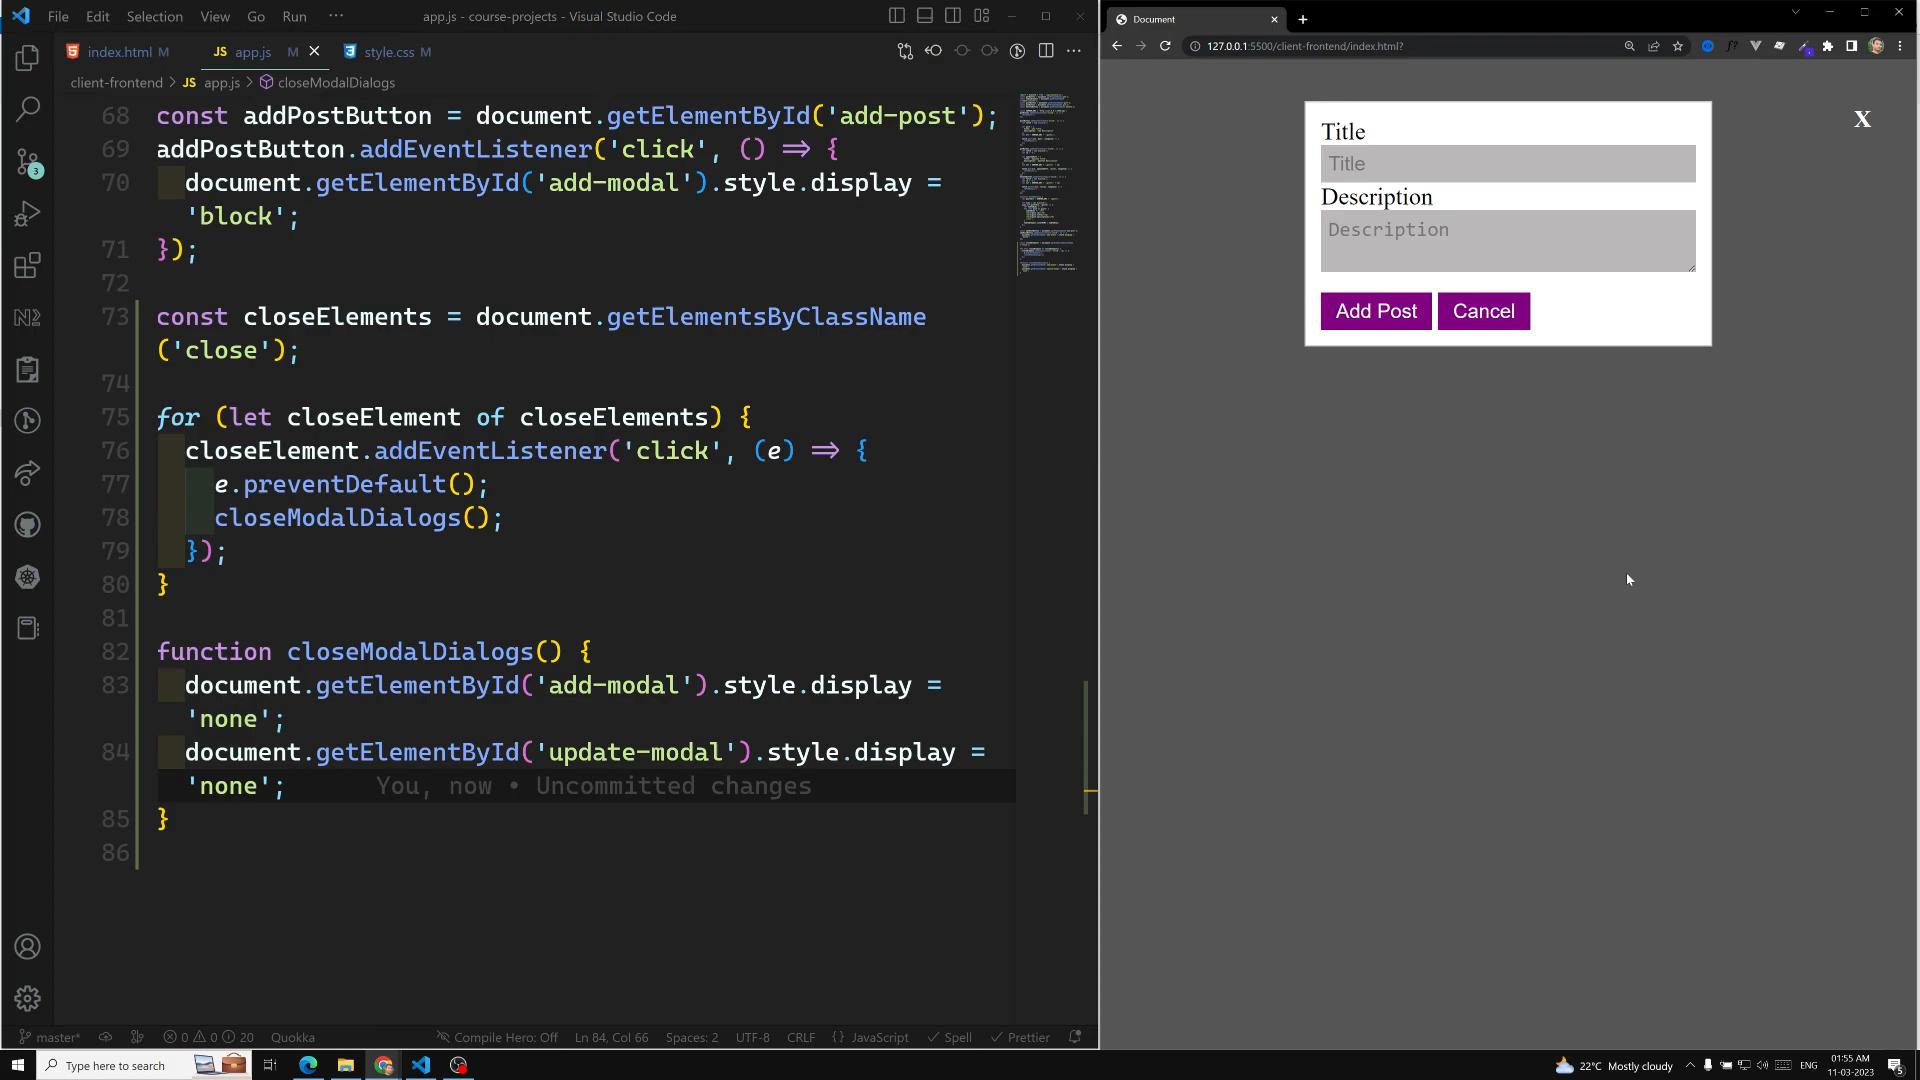 File Edit Selection View Go Run ··· app.js - course-projects - Visual Studio Code
index.html M JS app.js M style.css M
client-frontend > JS app.js > closeModalDialogs
68 const addPostButton = document.getElementById('add-post');
69 addPostButton.addEventListener('click', () => {
70 document.getElementById('add-modal').style.display =
'block';
71 });
72
73 const closeElements = document.getElementsByClassName
('close');
74
75 for (let closeElement of closeElements) {
76 closeElement.addEventListener('click', (e) => {
77 e.preventDefault();
78 closeModalDialogs();
79 });
80 }
81
82 function closeModalDialogs() {
83 document.getElementById('add-modal').style.display =
'none';
84 document.getElementById('update-modal').style.display =
'none'; You, now • Uncommitted changes
85 }
86
3
master* 0 0 20 Quokka Compile Hero: Off Ln 84, Col 66 Spaces: 2 UTF-8 CRLF {} JavaScript Spell Prettier
Document
127.0.0.1:5500/client-frontend/index.html?
X
Title
Title
Description
Description
Add Post Cancel
Type here to search
22°C Mostly cloudy ENG 01:55 AM
11-03-2023
5